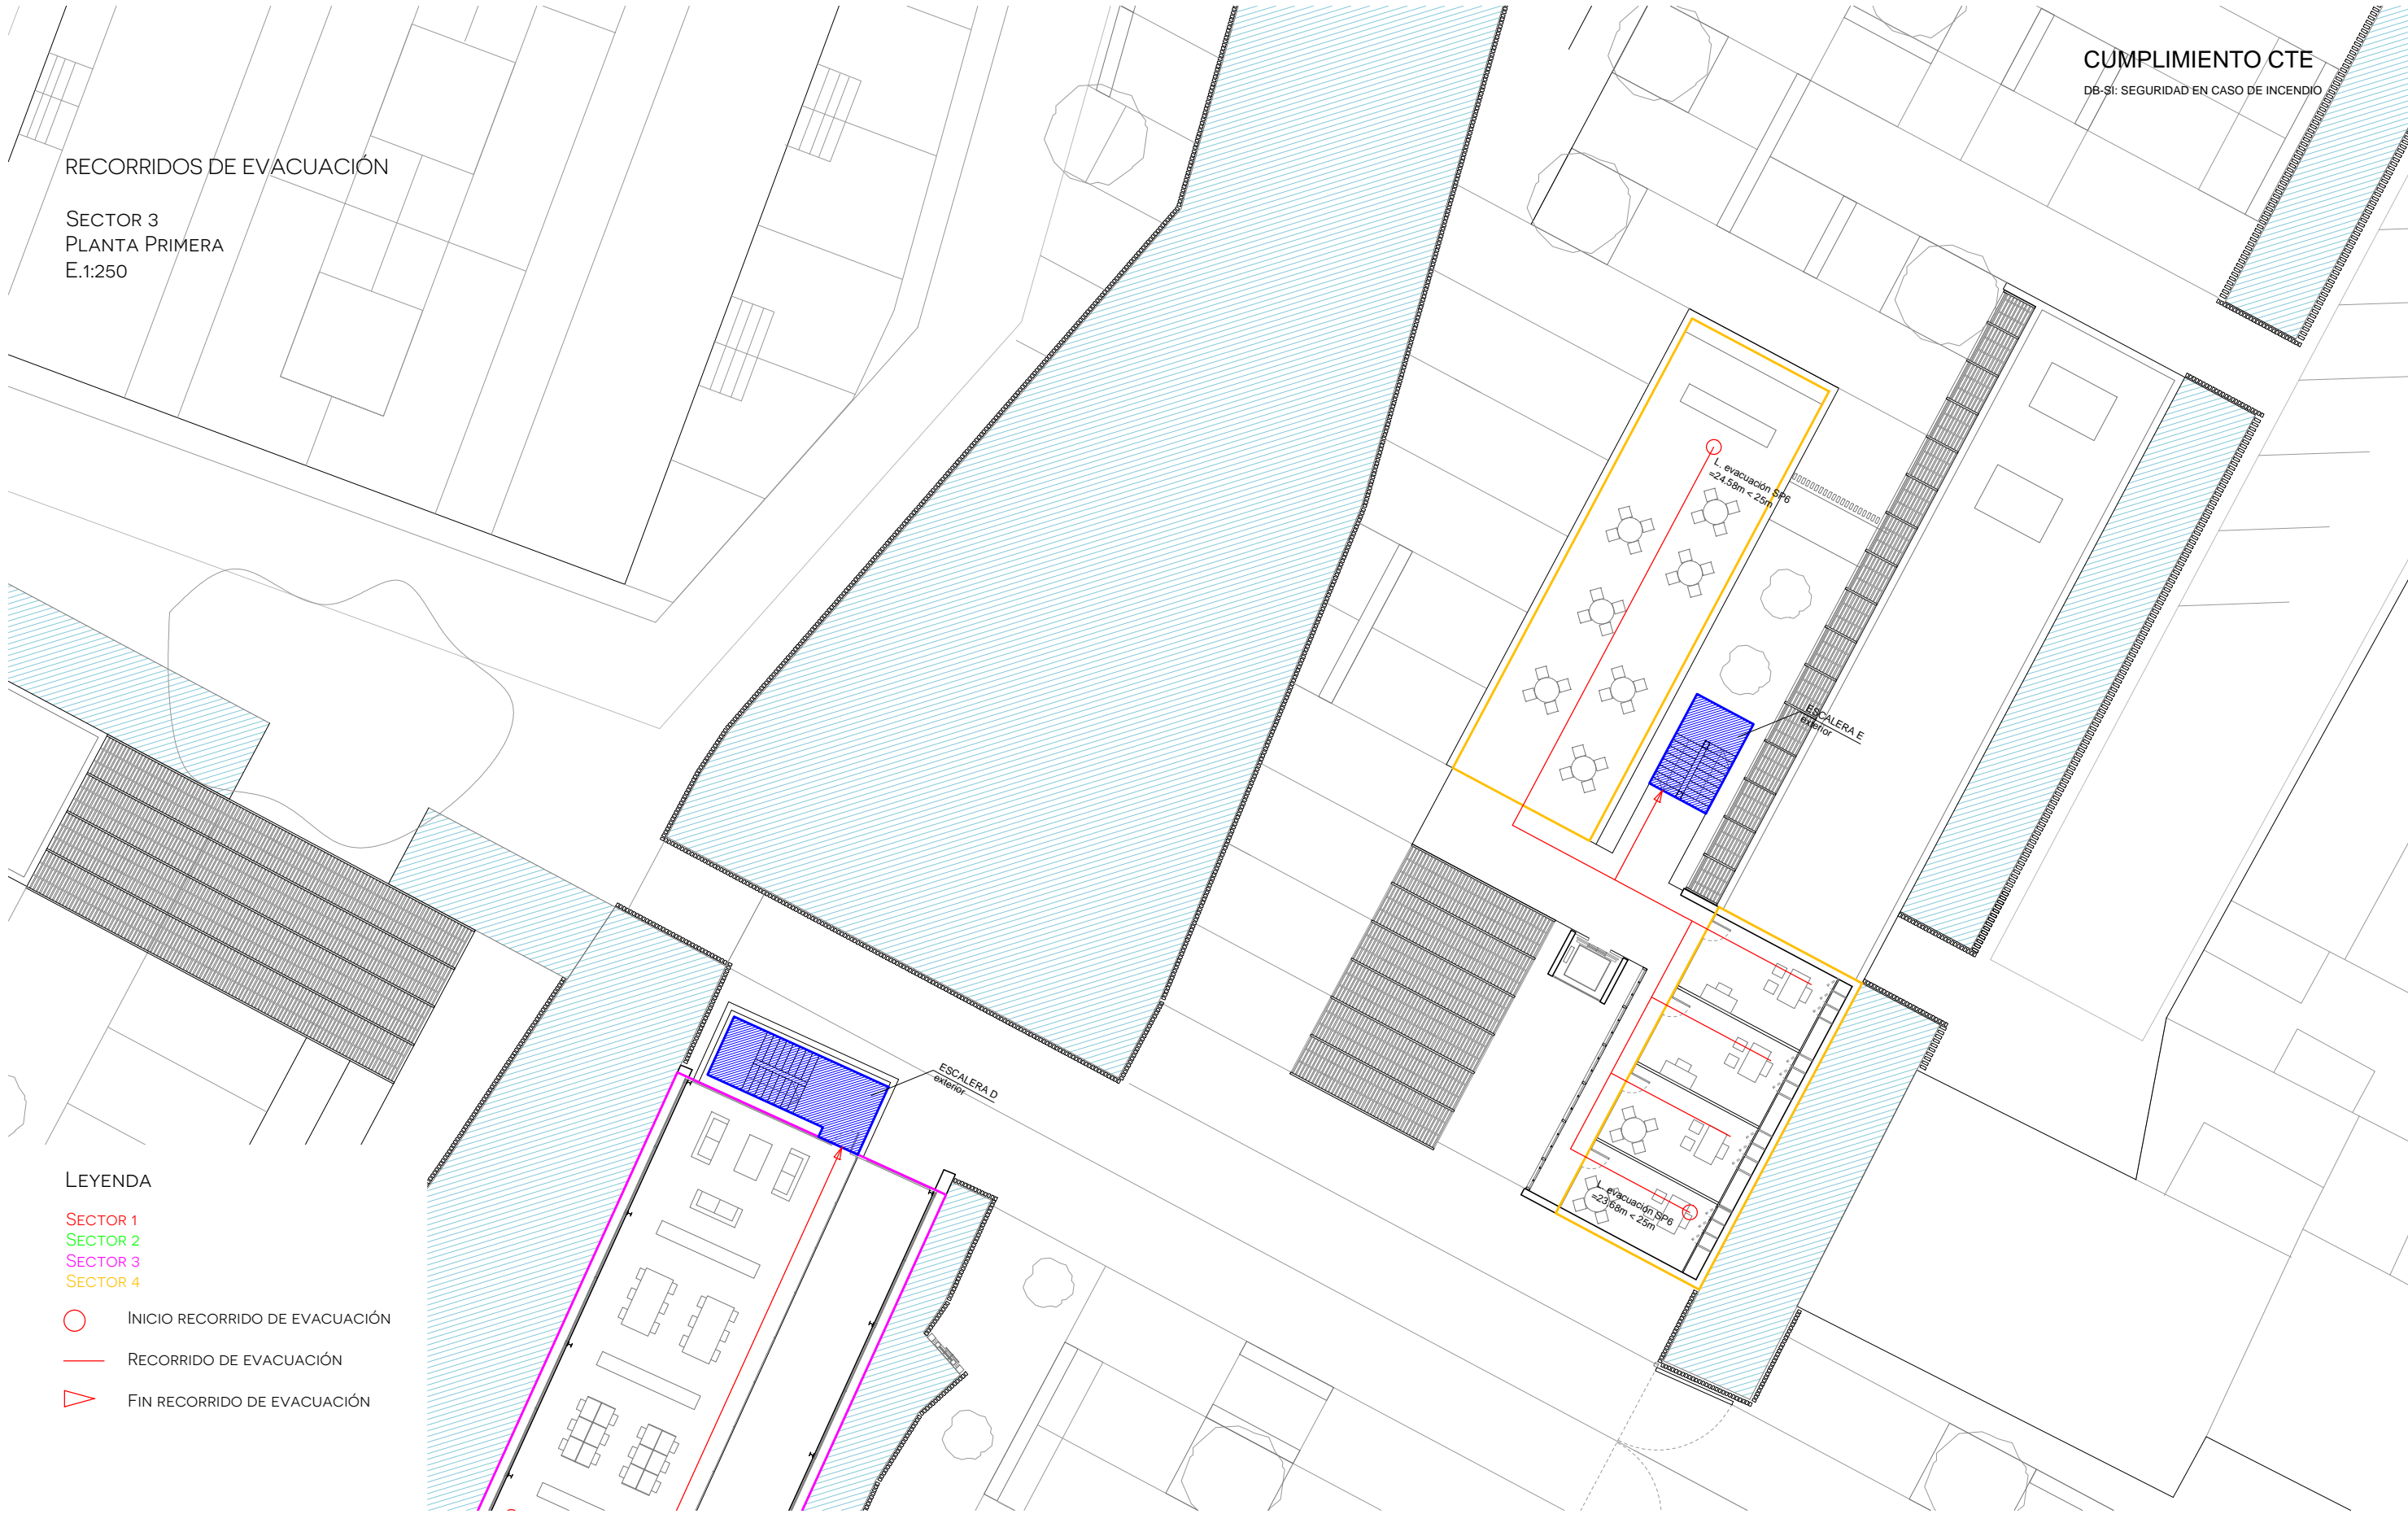 CUMPLIMIENTO CTE
DB-SI: SEGURIDAD EN CASO DE INCENDIO
RECORRIDOS DE EVACUACIÓN
SECTOR 3
PLANTA PRIMERA
E.1:250
L. evacuación SP6
=24.58m < 25m
ESCALERA E
exterior
ESCALERA D
exterior
L. evacuación SP6
=23,68m < 25m
LEYENDA
SECTOR 1
SECTOR 2
SECTOR 3
SECTOR 4
INICIO RECORRIDO DE EVACUACIÓN
RECORRIDO DE EVACUACIÓN
FIN RECORRIDO DE EVACUACIÓN